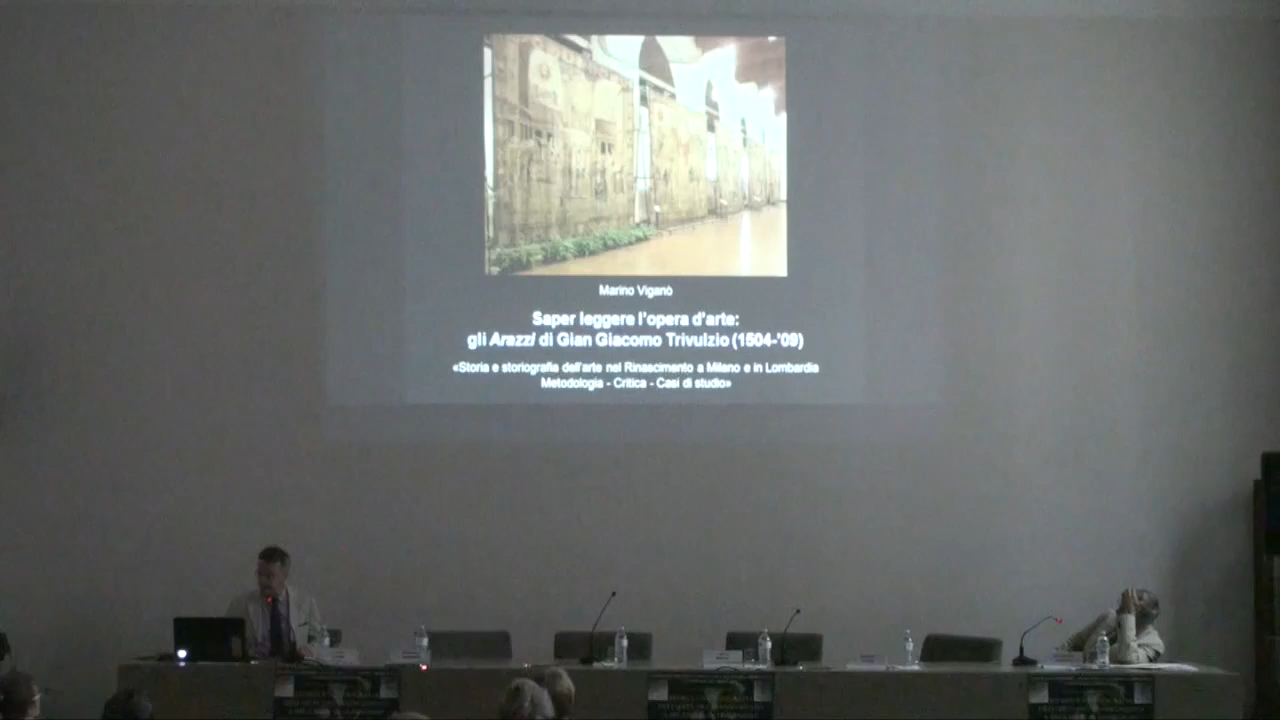 Marino Viganò
Saper leggere l'opera d'arte:
gli Arazzi di Gian Giacomo Trivulzio (1504-'09)
«Storia e storiografia dell'arte nel Rinascimento a Milano e in Lombardia
Metodologia - Critica - Casi di studio»